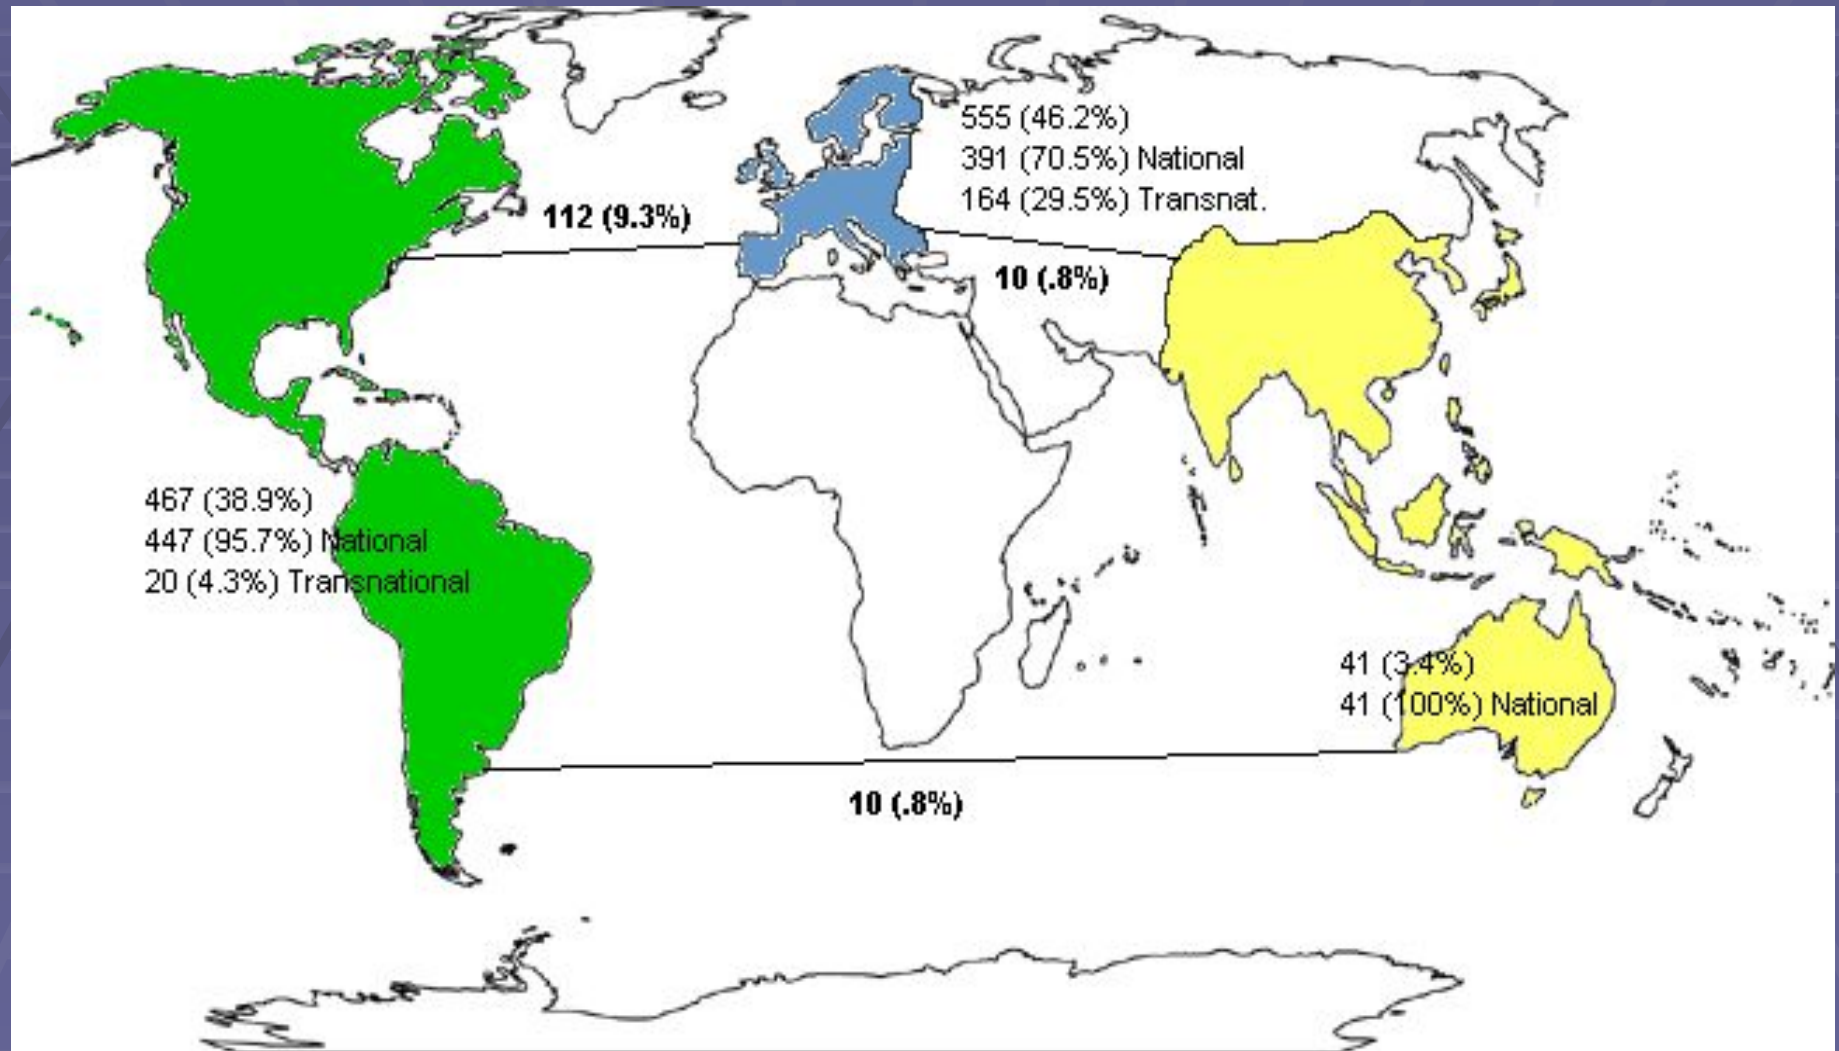 555 (46.2%)
391 (70.5%) National
164 (29.5%) Transnat.
112 (9.3%)
10 (.8%)
467 (38.9%)
447 (95.7%) National
20 (4.3%) Transnational
41 (3.4%)
41 (100%) National
10 (.8%)